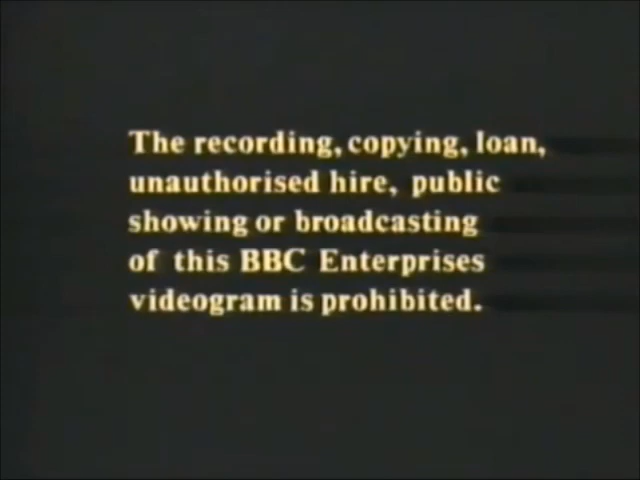 The recording, copying, loan,
unauthorised hire, public
showing or broadcasting
of this BBC Enterprises
videogram is prohibited.